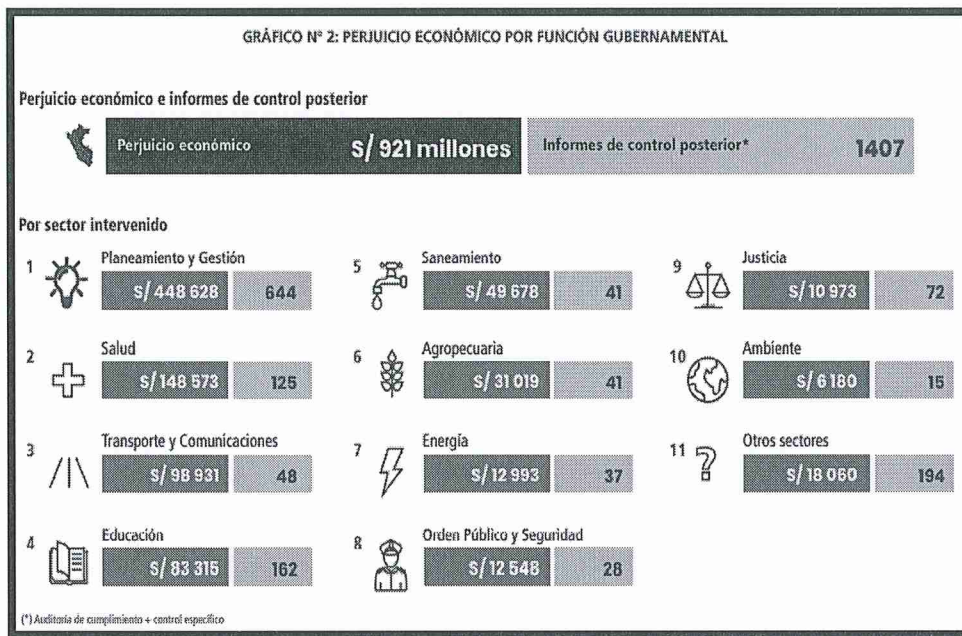 GRÁFICO N° 2: PERJUICIO ECONÓMICO POR FUNCIÓN GUBERNAMENTAL
Perjuicio económico e informes de control posterior
Perjuicio económico S/ 921 millones Informes de control posterior* 1407
Por sector intervenido
1 Planeamiento y Gestión
S/ 448 628 644
2 Salud
S/ 148 573 125
3 Transporte y Comunicaciones
S/ 98 931 48
4 Educación
S/ 83 315 162
5 Saneamiento
S/ 49 678 41
6 Agropecuaria
S/ 31 019 41
7 Energía
S/ 12 993 37
8 Orden Público y Seguridad
S/ 12 548 28
9 Justicia
S/ 10 973 72
10 Ambiente
S/ 6 180 15
11 Otros sectores
S/ 18 060 194
(*) Auditoría de cumplimiento + control específico